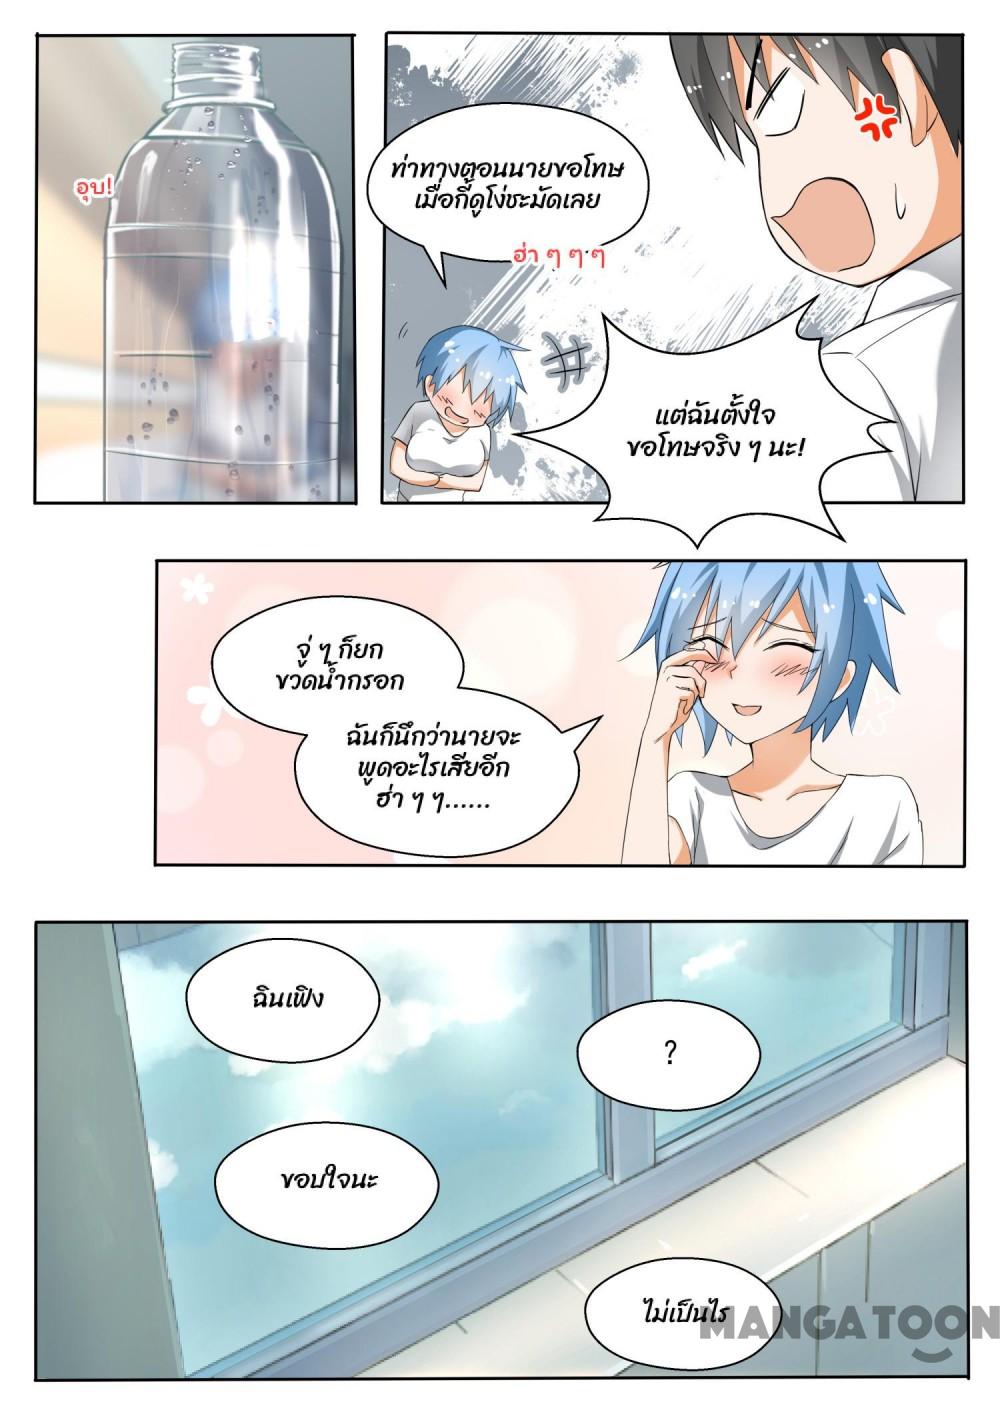 อุบ!
ท่าทางตอนนายขอโทษ
เมื่อกี้ดูโง่ชะมัดเลย
ฮ่า ๆ ๆ ๆ
แต่ฉันตั้งใจ
ขอโทษจริง ๆ นะ!
จู่ ๆ ก็ยก
ขวดน้ำกรอก
ฉันก็นึกว่านายจะ
พูดอะไรเสียอีก
ฮ่า ๆ ๆ......
ฉินเฟิง
?
ขอบใจนะ
ไม่เป็นไร
MANGATOON